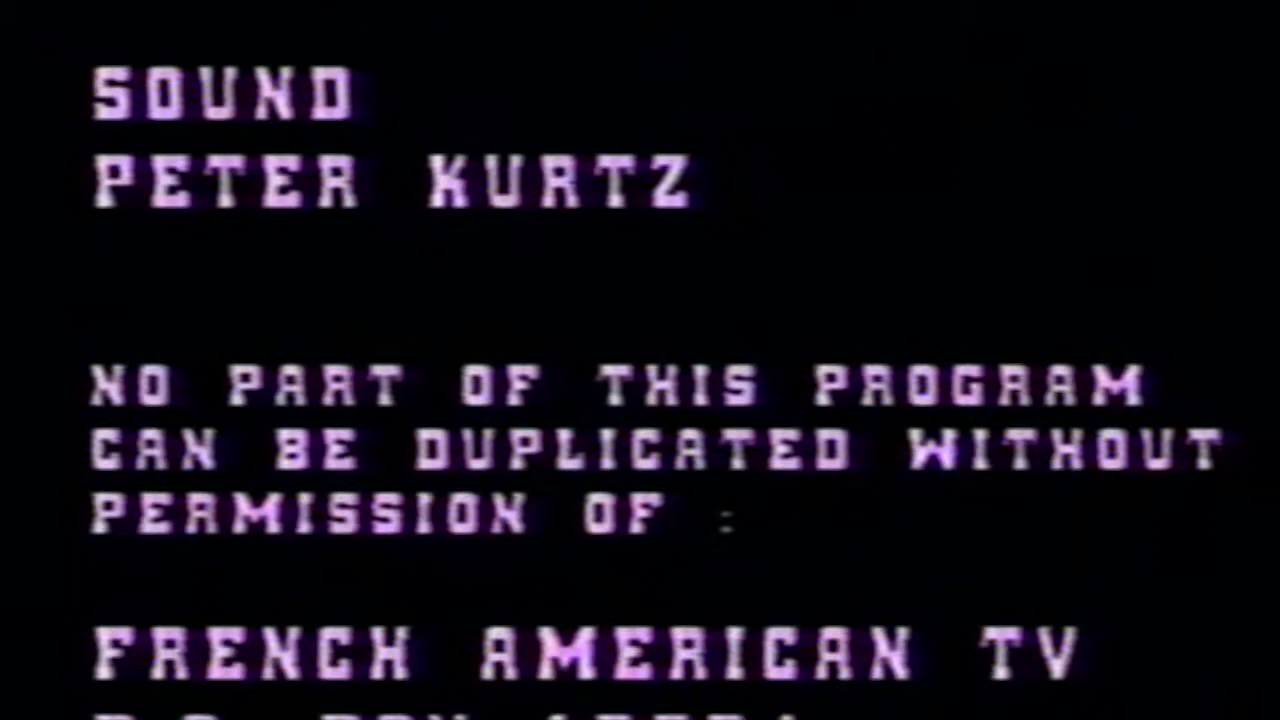 SOUND
PETER KURTZ
NO PART OF THIS PROGRAM
CAN BE DUPLICATED WITHOUT
PERMISSION OF :
FRENCH AMERICAN TV